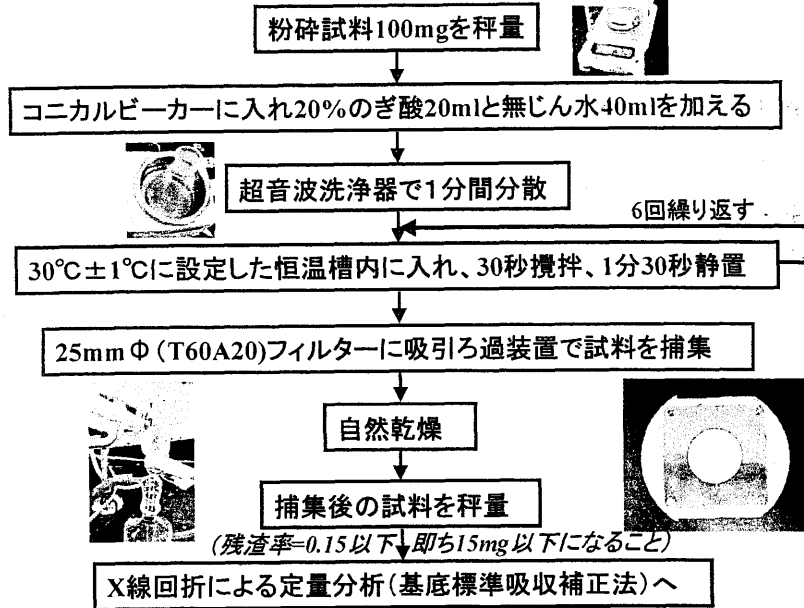 粉砕試料100mgを秤量
コニカルビーカーに入れ20%のぎ酸20mlと無じん水40mlを加える
超音波洗浄器で1分間分散
6回繰り返す
30℃±1℃に設定した恒温槽内に入れ、30秒攪拌、1分30秒静置
25mmΦ(T60A20)フィルターに吸引ろ過装置で試料を捕集
自然乾燥
捕集後の試料を秤量
(残渣率=0.15以下、即ち15mg以下になること)
X線回折による定量分析(基底標準吸収補正法)へ